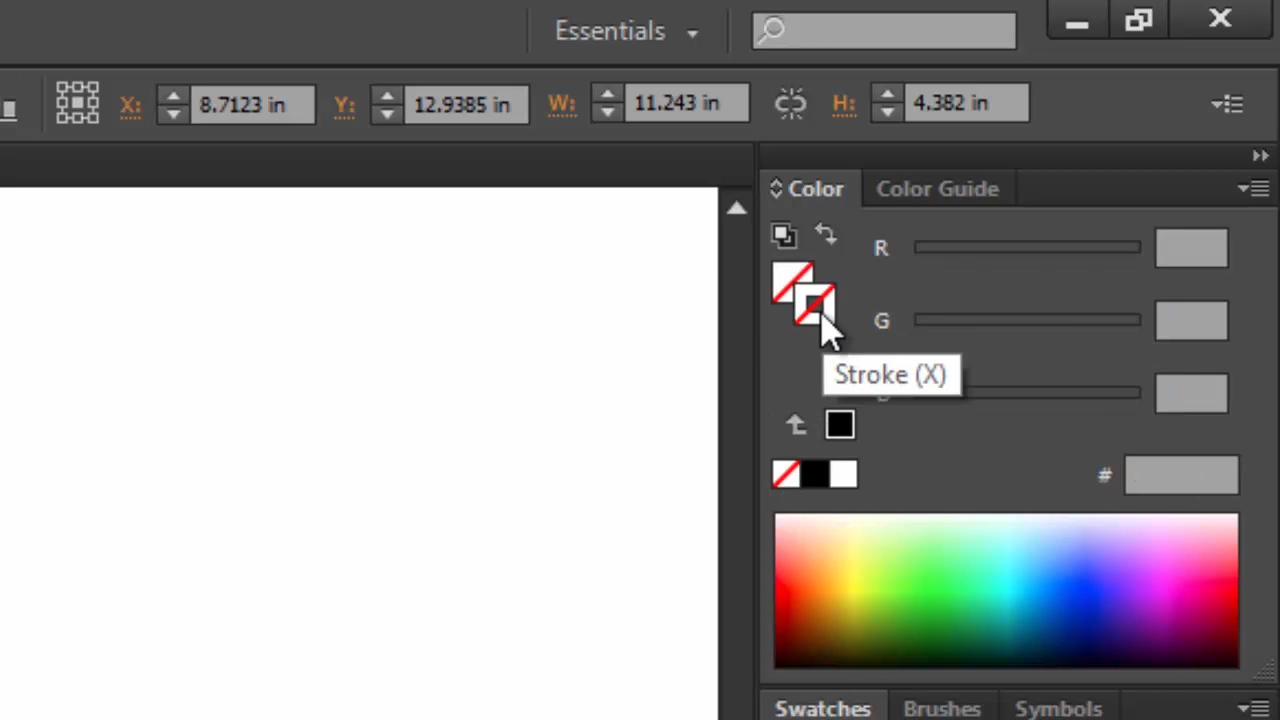 Essentials
X: 8.7123 in Y: 12.9385 in W: 11.243 in H: 4.382 in
Color Color Guide
R
G
Stroke (X)
#
Swatches Brushes Symbols